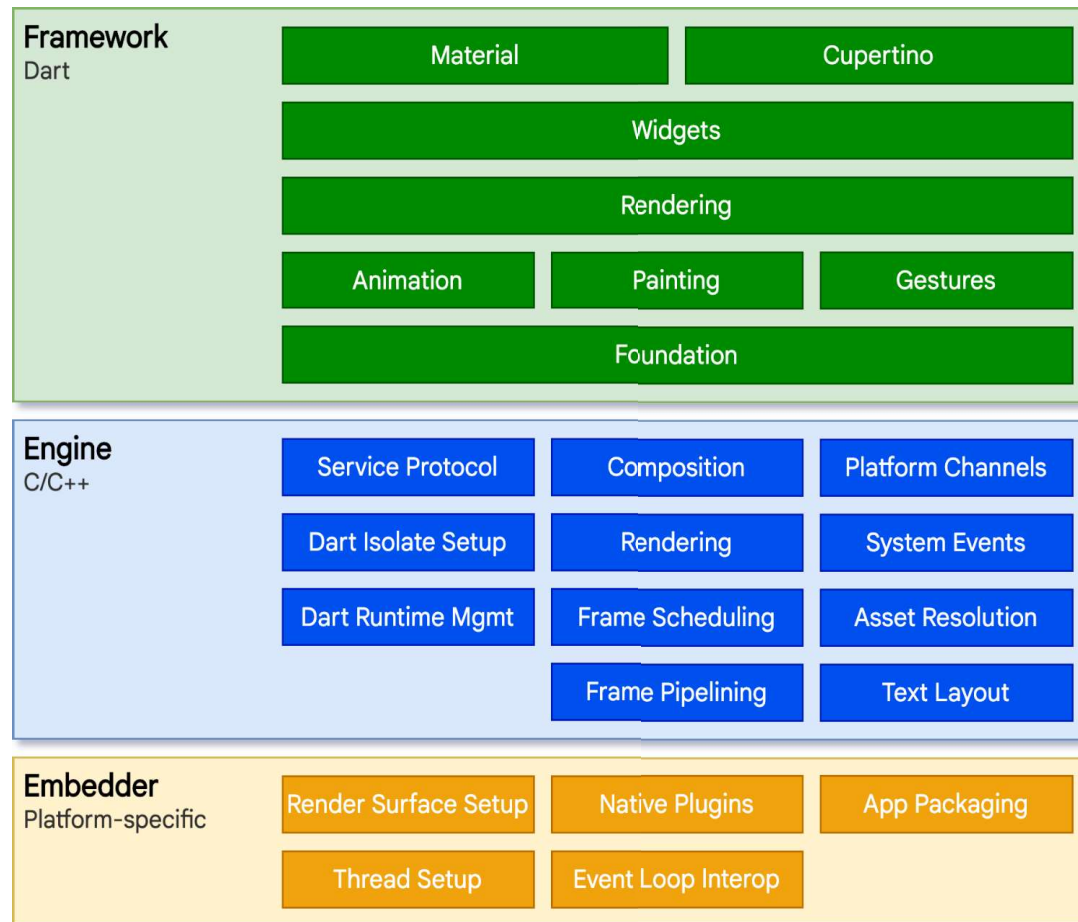 Framework
Dart
Material
Cupertino
Widgets
Rendering
Animation
Painting
Gestures
Foundation
Engine
C/C++
Service Protocol
Composition
Platform Channels
Dart Isolate Setup
Rendering
System Events
Dart Runtime Mgmt
Frame Scheduling
Asset Resolution
Frame Pipelining
Text Layout
Embedder
Platform-specific
Render Surface Setup
Native Plugins
App Packaging
Thread Setup
Event Loop Interop